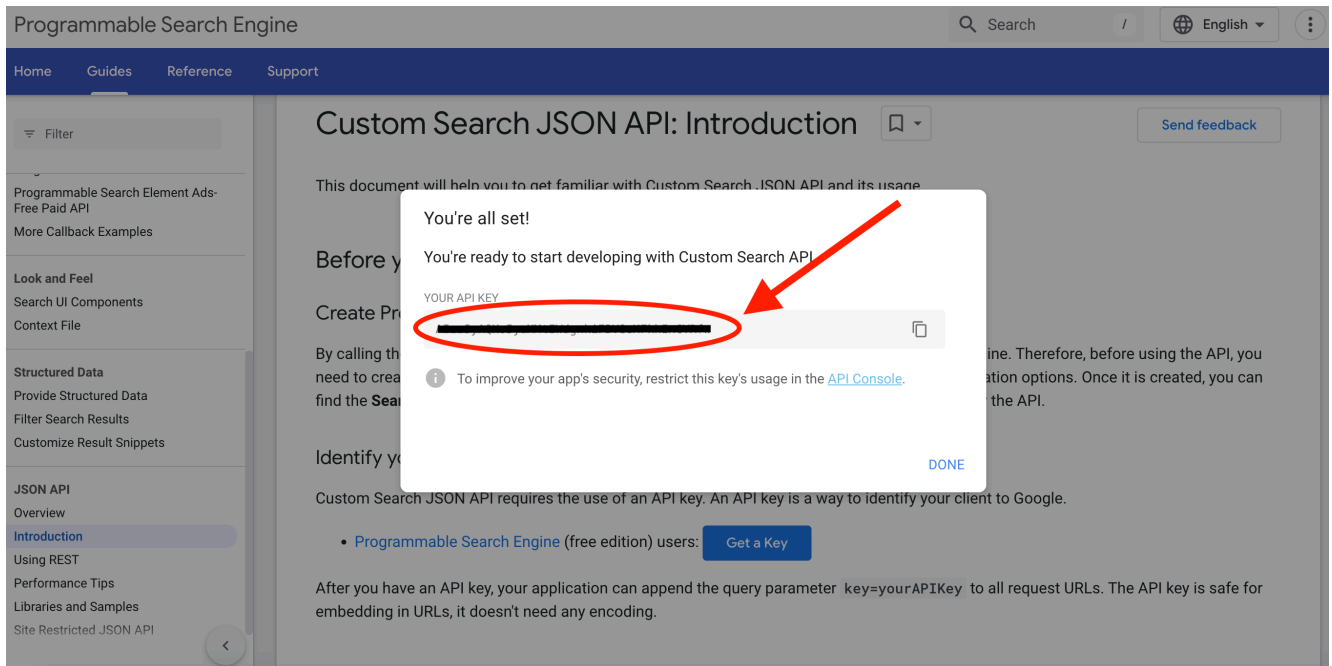 Programmable Search Engine
Search
/
English
Home
Guides
Reference
Support
Filter
Programmable Search Element Ads-
Free Paid API
More Callback Examples
Look and Feel
Search UI Components
Context File
Structured Data
Provide Structured Data
Filter Search Results
Customize Result Snippets
JSON API
Overview
Introduction
Using REST
Performance Tips
Libraries and Samples
Site Restricted JSON API
Custom Search JSON API: Introduction
Send feedback
This document will help you to get familiar with Custom Search JSON API and its usage
Before y
Create Pr
By calling th
ine. Therefore, before using the API, you
need to crea
ation options. Once it is created, you can
find the Sear
the API.
Identify yo
You're all set!
You're ready to start developing with Custom Search API
YOUR API KEY
To improve your app's security, restrict this key's usage in the API Console.
DONE
Custom Search JSON API requires the use of an API key. An API key is a way to identify your client to Google.
• Programmable Search Engine (free edition) users: Get a Key
After you have an API key, your application can append the query parameter key=yourAPIKey to all request URLs. The API key is safe for
embedding in URLs, it doesn't need any encoding.